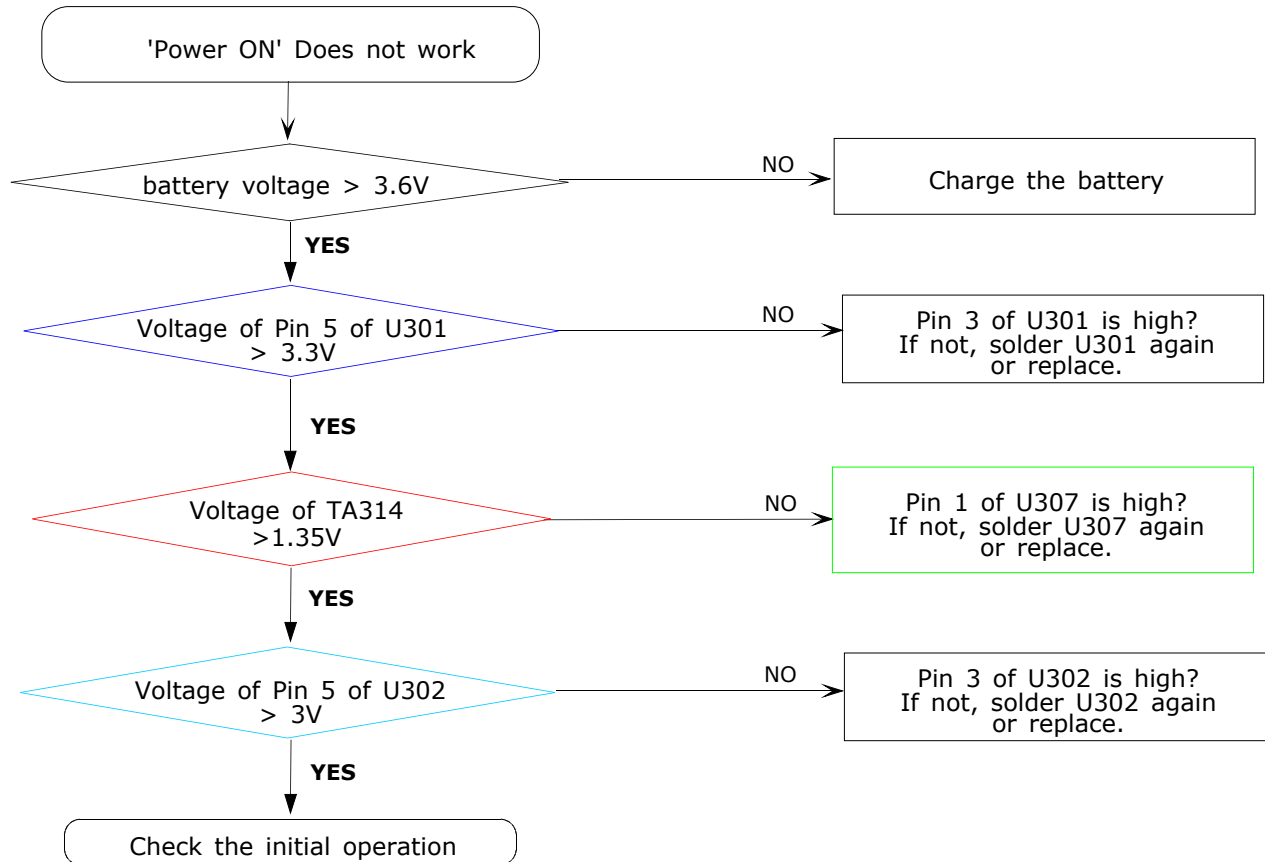 'Power ON' Does not work
battery voltage > 3.6V
NO
Charge the battery
YES
Voltage of Pin 5 of U301
> 3.3V
NO
Pin 3 of U301 is high?
If not, solder U301 again
or replace.
YES
Voltage of TA314
>1.35V
NO
Pin 1 of U307 is high?
If not, solder U307 again
or replace.
YES
Voltage of Pin 5 of U302
> 3V
NO
Pin 3 of U302 is high?
If not, solder U302 again
or replace.
YES
Check the initial operation